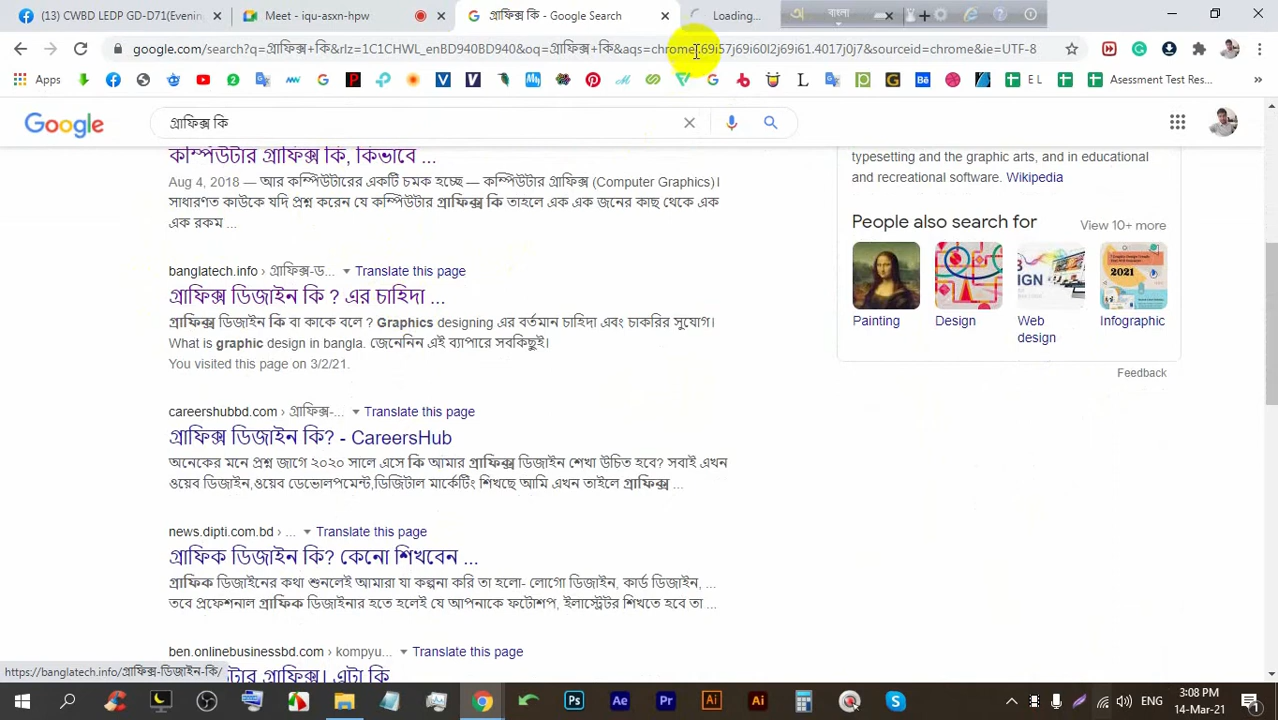 (13) CWBD LEDP GD-D71(Evening
Meet - iqu-asxn-hpw
গ্রাফিক্স কি - Google Search
Loading...
বাংলা
google.com/search?q=গ্রাফিক্স+কি&rlz=1C1CHWL_enBD940BD940&oq=গ্রাফিক্স+কি&aqs=chrome.69i57j69i60l2j69i61.4017j0j7&sourceid=chrome&ie=UTF-8
Apps
E L
Asessment Test Res...
Google
গ্রাফিক্স কি
কম্পিউটার গ্রাফিক্স কি, কিভাবে ...
Aug 4, 2018 — আর কম্পিউটারের একটি চমক হচ্ছে — কম্পিউটার গ্রাফিক্স (Computer Graphics)।
সাধারণত কাউকে যদি প্রশ্ন করেন যে কম্পিউটার গ্রাফিক্স কি তাহলে এক এক জনের কাছ থেকে এক
এক রকম ...
banglatech.info › গ্রাফিক্স-ড... Translate this page
গ্রাফিক্স ডিজাইন কি ? এর চাহিদা ...
গ্রাফিক্স ডিজাইন কি বা কাকে বলে ? Graphics designing এর বর্তমান চাহিদা এবং চাকরির সুযোগ।
What is graphic design in bangla. জেনেনিন এই ব্যাপারে সবকিছুই।
You visited this page on 3/2/21.
careershubbd.com › গ্রাফিক্স-... Translate this page
গ্রাফিক্স ডিজাইন কি? - CareersHub
অনেকের মনে প্রশ্ন জাগে ২০২০ সালে এসে কি আমার গ্রাফিক্স ডিজাইন শেখা উচিত হবে? সবাই এখন
ওয়েব ডিজাইন,ওয়েব ডেভোলপমেন্ট,ডিজিটাল মার্কেটিং শিখছে আমি এখন তাইলে গ্রাফিক্স ...
news.dipti.com.bd › ... Translate this page
গ্রাফিক ডিজাইন কি? কেনো শিখবেন ...
গ্রাফিক ডিজাইনের কথা শুনলেই আমারা যা কল্পনা করি তা হলো- লোগো ডিজাইন, কার্ড ডিজাইন, ...
তবে প্রফেশনাল গ্রাফিক ডিজাইনার হতে হলেই যে আপনাকে ফটোশপ, ইলাস্ট্রেটর শিখতে হবে তা ...
ben.onlinebusinessbd.com › kompyu... Translate this page
গ্রাফিক্স। এটা কি
typesetting and the graphic arts, and in educational
and recreational software. Wikipedia
People also search for
View 10+ more
Painting
Design
Web
design
Infographic
Feedback
https://banglatech.info/গ্রাফিক্স-ডিজাইন-কি/
ENG
3:08 PM
14-Mar-21